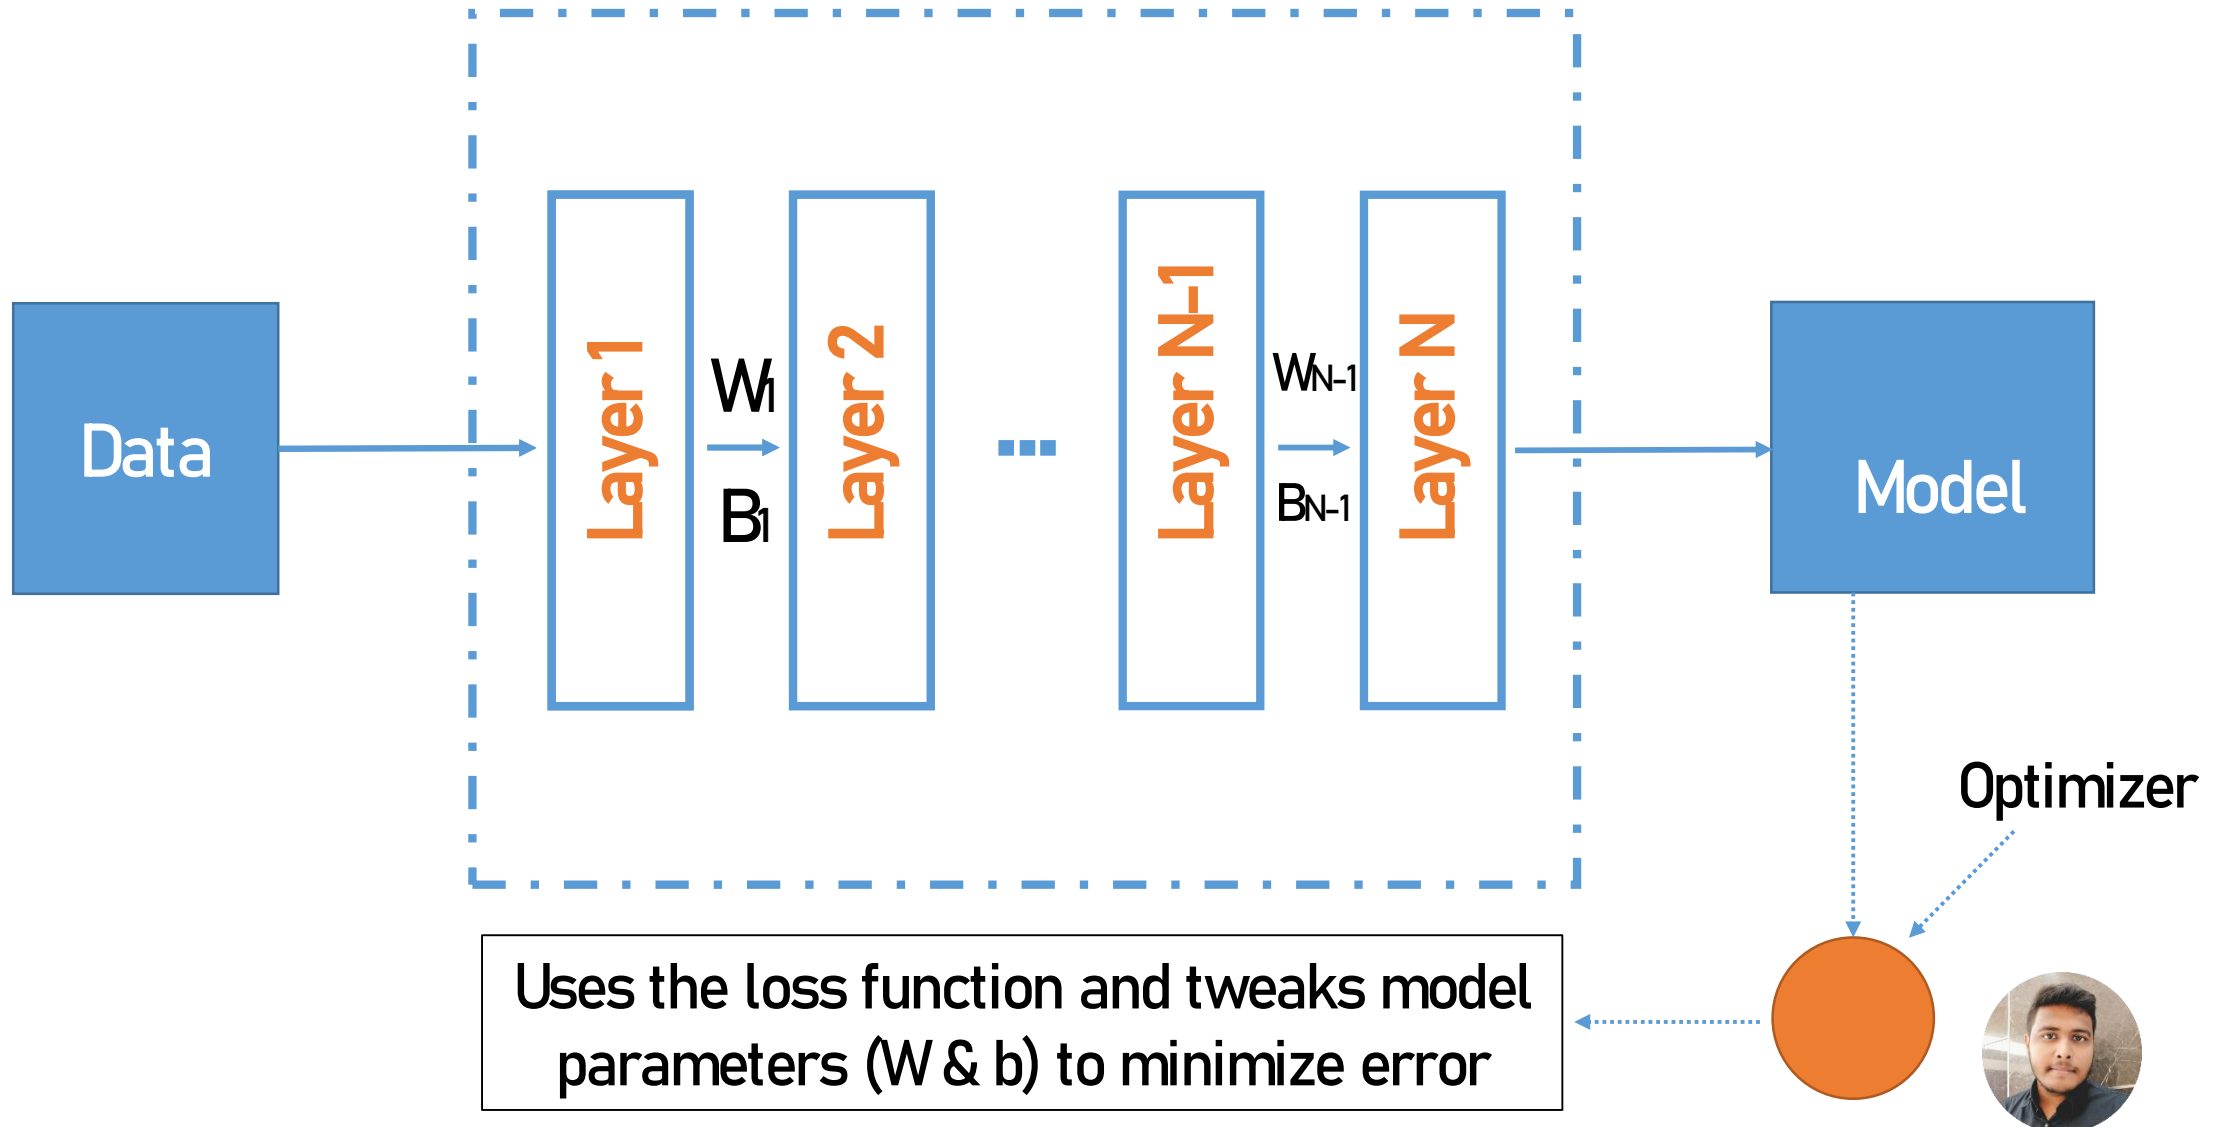 Data
Layer 1
W1
B1
Layer 2
Layer N-1
WN-1
BN-1
Layer N
Model
Optimizer
Uses the loss function and tweaks model
parameters (W & b) to minimize error